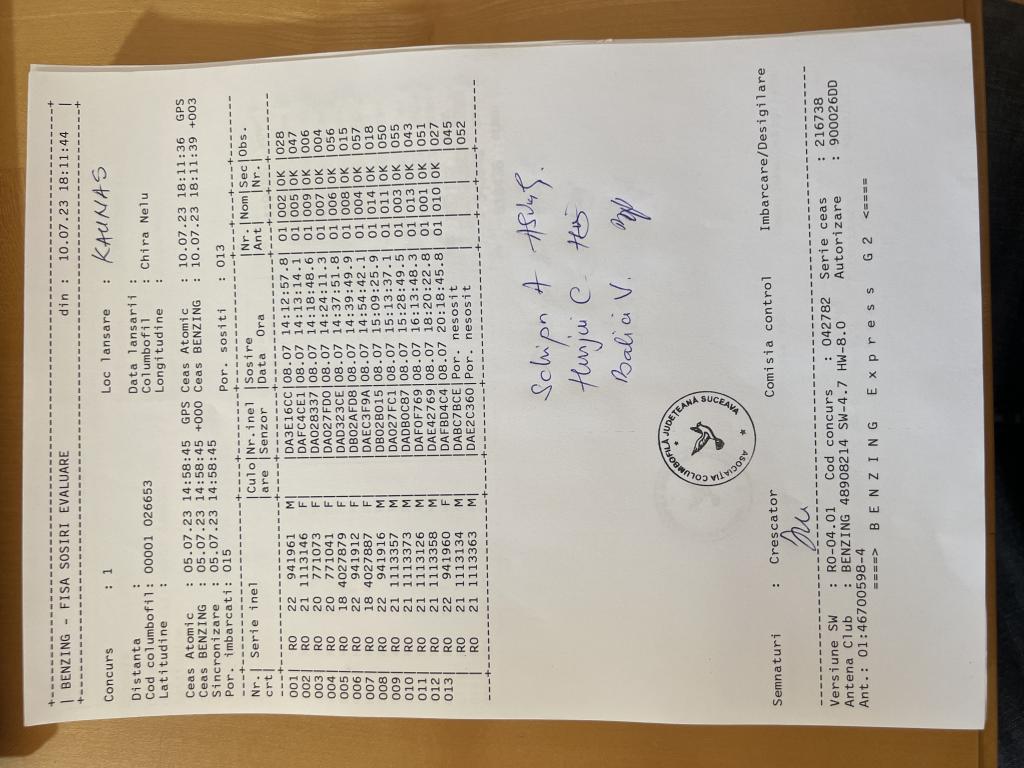 +--------------------------------------------------------------+
| BENZING - FISA SOSIRI EVALUARE din : 10.07.23 18:11:44 |
+--------------------------------------------------------------+
Concurs : 1 Loc lansare : KAUNAS
Distanta : Data lansarii :
Cod columbofil: 00001 026653 Columbofil : Chira Nelu
Latitudine : Longitudine :
Ceas Atomic : 05.07.23 14:58:45 GPS Ceas Atomic : 10.07.23 18:11:36 GPS
Ceas BENZING : 05.07.23 14:58:45 +000 Ceas BENZING : 10.07.23 18:11:39 +003
Sincronizare : 05.07.23 14:58:45
Por. imbarcati: 015 Por. sositi : 013
Nr.| Serie inel |Culo|Nr.inel |Sosire |Nr.|Nom|Sec|Obs.
crt| |are |Senzor |Data Ora |Ant|Nr.|
001| RO 22 941961 M| |DA3E16CC|08.07 14:12:57.8|01|002|OK |028
002| RO 21 1113146 F| |DAFC4CE1|08.07 14:13:14.1|01|005|OK |047
003| RO 20 771073 F| |DA02B337|08.07 14:18:48.6|01|009|OK |006
004| RO 20 771041 F| |DA027FD0|08.07 14:24:11.3|01|007|OK |004
005| RO 18 4027879 F| |DAD323CE|08.07 14:37:51.8|01|006|OK |056
006| RO 22 941912 F| |DB02AFD8|08.07 14:39:49.9|01|008|OK |015
007| RO 18 4027887 F| |DAEC3F9A|08.07 14:54:42.1|01|004|OK |057
008| RO 22 941916 M| |DB02B015|08.07 15:09:25.9|01|014|OK |018
009| RO 21 1113357 M| |DA027FC1|08.07 15:13:37.1|01|011|OK |050
010| RO 21 1113373 M| |08.07 15:28:49.5|01|003|OK |055
011| RO 21 1113126 M| |DAF0F769|08.07 16:13:48.3|01|013|OK |043
012| RO 21 1113358 M| |DAE42769|08.07 18:20:22.8|01|001|OK |051
013| RO 22 941960 F| |DAFBD4C4|08.07 20:18:45.8|01|010|OK |027
| RO 21 1113134 M| |DABC7BCE|Por. nesosit | |045
| RO 21 1113363 M| |DAE2C360|Por. nesosit | |052
Schipn A
C.
V.
ASOCIAȚIA COLUMBOFILĂ JUDEȚEANĂ SUCEAVA
Semnaturi : Crescator Comisia control Imbarcare/Desigilare
Versiune SW : RO-04.01 Cod concurs : 042782 Serie ceas : 216738
Antena Club : BENZING 48908214 SW-4.7 HW-8.0 Autorizare : 900026DD
Ant.: 01:46700598-4
====> B E N Z I N G E x p r e s s G 2 <====